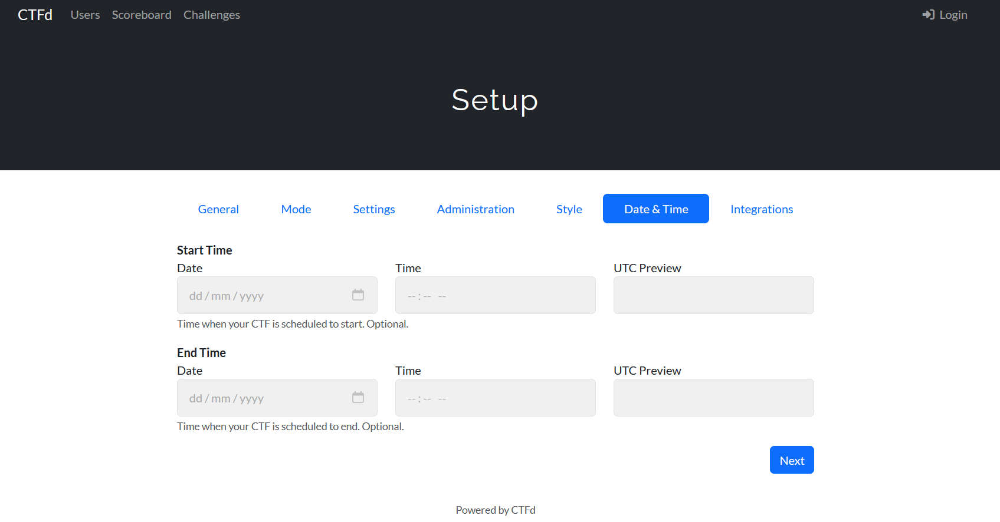 CTFd Users Scoreboard Challenges Login
Setup
General Mode Settings Administration Style Date & Time Integrations
Start Time
Date Time UTC Preview
dd / mm / yyyy -- : -- --
Time when your CTF is scheduled to start. Optional.
End Time
Date Time UTC Preview
dd / mm / yyyy -- : -- --
Time when your CTF is scheduled to end. Optional.
Next
Powered by CTFd